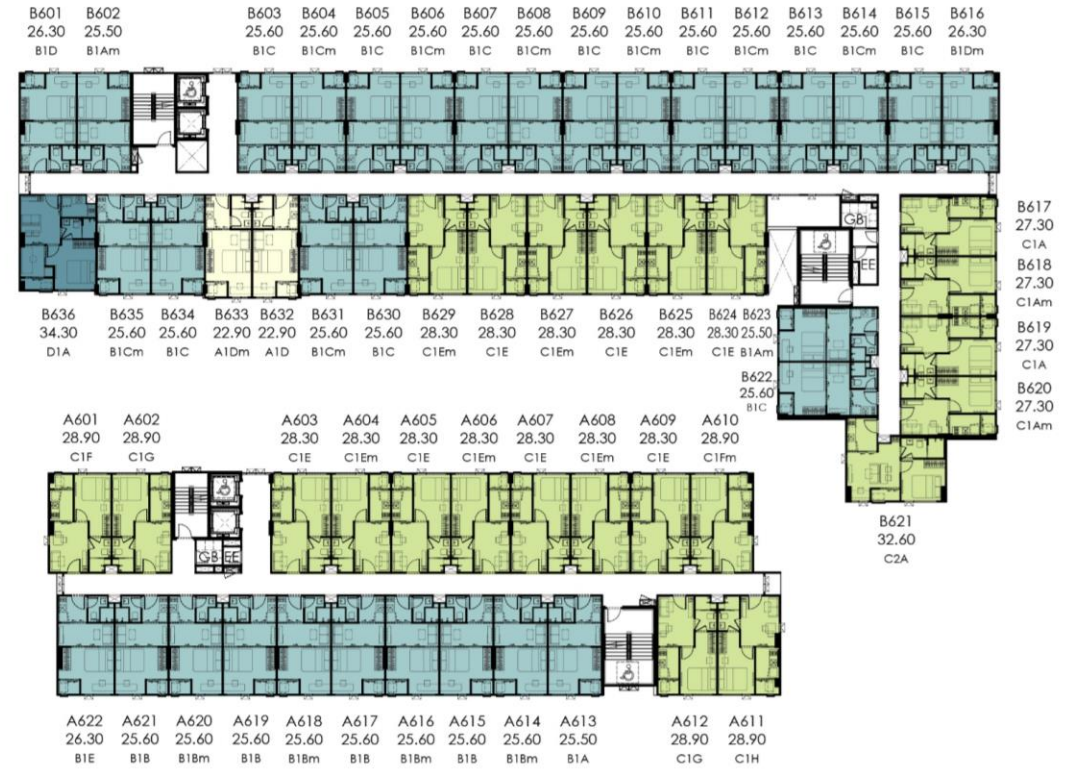 B601 B602 B603 B604 B605 B606 B607 B608 B609 B610 B611 B612 B613 B614 B615 B616
26.30 25.50 25.60 25.60 25.60 25.60 25.60 25.60 25.60 25.60 25.60 25.60 25.60 25.60 25.60 26.30
B1D B1Am B1C B1Cm B1C B1Cm B1C B1Cm B1C B1Cm B1C B1Cm B1C B1Cm B1C B1Dm
GB
EE
B617
27.30
C1A
B618
27.30
C1Am
B619
27.30
C1A
B620
27.30
C1Am
B636 B635 B634 B633 B632 B631 B630 B629 B628 B627 B626 B625 B624 B623
34.30 25.60 25.60 22.90 22.90 25.60 25.60 28.30 28.30 28.30 28.30 28.30 28.30 25.50
D1A B1Cm B1C A1Dm A1D B1Cm B1C C1Em C1E C1Em C1E C1Em C1E B1Am
B622
25.60
B1C
A601 A602 A603 A604 A605 A606 A607 A608 A609 A610
28.90 28.90 28.30 28.30 28.30 28.30 28.30 28.30 28.30 28.90
C1F C1G C1E C1Em C1E C1Em C1E C1Em C1E C1Fm
B621
32.60
C2A
GB EE
A622 A621 A620 A619 A618 A617 A616 A615 A614 A613 A612 A611
26.30 25.60 25.60 25.60 25.60 25.60 25.60 25.60 25.60 25.50 28.90 28.90
B1E B1B B1Bm B1B B1Bm B1B B1Bm B1B B1Bm B1A C1G C1H